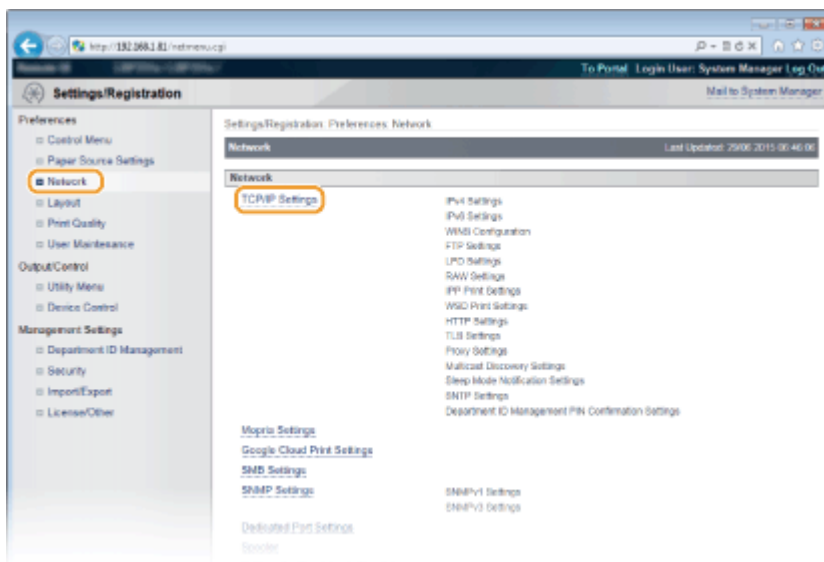 http://192.168.1.81/netmenu.cgi
To Portal Login User: System Manager Log Ou
Settings/Registration
Mail to System Manager
Preferences
Control Menu
Paper Source Settings
Network
Layout
Print Quality
User Maintenance
Output/Control
Utility Menu
Device Control
Management Settings
Department ID Management
Security
Import/Export
License/Other
Settings/Registration: Preferences: Network
Network
Last Updated: 29/06 2015 06:46:06
Network
TCP/IP Settings
IPv4 Settings
IPv6 Settings
WINS Configuration
FTP Settings
LPD Settings
RAW Settings
IPP Print Settings
WSD Print Settings
HTTP Settings
TLS Settings
Proxy Settings
Multicast Discovery Settings
Sleep Mode Notification Settings
SNTP Settings
Department ID Management PIN Confirmation Settings
Mopria Settings
Google Cloud Print Settings
SMB Settings
SNMP Settings
SNMPv1 Settings
SNMPv3 Settings
Dedicated Port Settings
Spooler